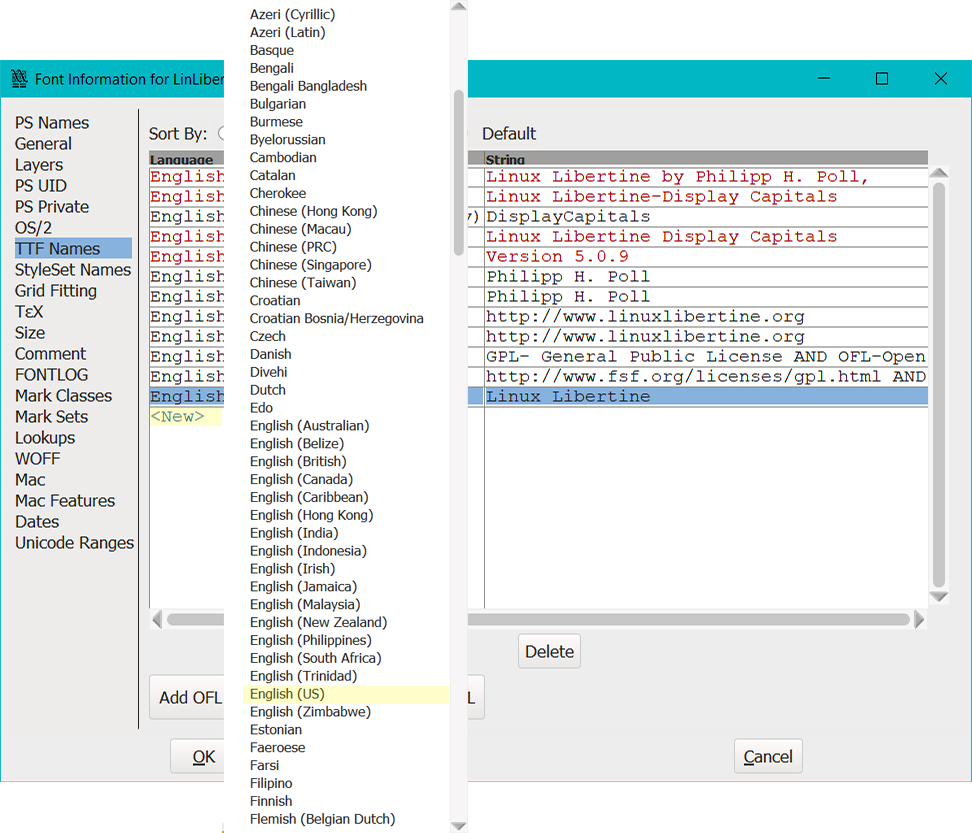 Font Information for LinLiber
PS Names
General
Layers
PS UID
PS Private
OS/2
TTF Names
StyleSet Names
Grid Fitting
TεX
Size
Comment
FONTLOG
Mark Classes
Mark Sets
Lookups
WOFF
Mac
Mac Features
Dates
Unicode Ranges
Sort By:
Default
Language
String
English
Linux Libertine by Philipp H. Poll,
English
Linux Libertine-Display Capitals
English
y)
DisplayCapitals
English
Linux Libertine Display Capitals
English
Version 5.0.9
English
Philipp H. Poll
English
Philipp H. Poll
English
http://www.linuxlibertine.org
English
http://www.linuxlibertine.org
English
GPL- General Public License AND OFL-Open
English
http://www.fsf.org/licenses/gpl.html AND
English
Linux Libertine
<New>
Azeri (Cyrillic)
Azeri (Latin)
Basque
Bengali
Bengali Bangladesh
Bulgarian
Burmese
Byelorussian
Cambodian
Catalan
Cherokee
Chinese (Hong Kong)
Chinese (Macau)
Chinese (PRC)
Chinese (Singapore)
Chinese (Taiwan)
Croatian
Croatian Bosnia/Herzegovina
Czech
Danish
Divehi
Dutch
Edo
English (Australian)
English (Belize)
English (British)
English (Canada)
English (Caribbean)
English (Hong Kong)
English (India)
English (Indonesia)
English (Irish)
English (Jamaica)
English (Malaysia)
English (New Zealand)
English (Philippines)
English (South Africa)
English (Trinidad)
English (US)
English (Zimbabwe)
Estonian
Faeroese
Farsi
Filipino
Finnish
Flemish (Belgian Dutch)
Delete
Add OFL
L
OK
Cancel